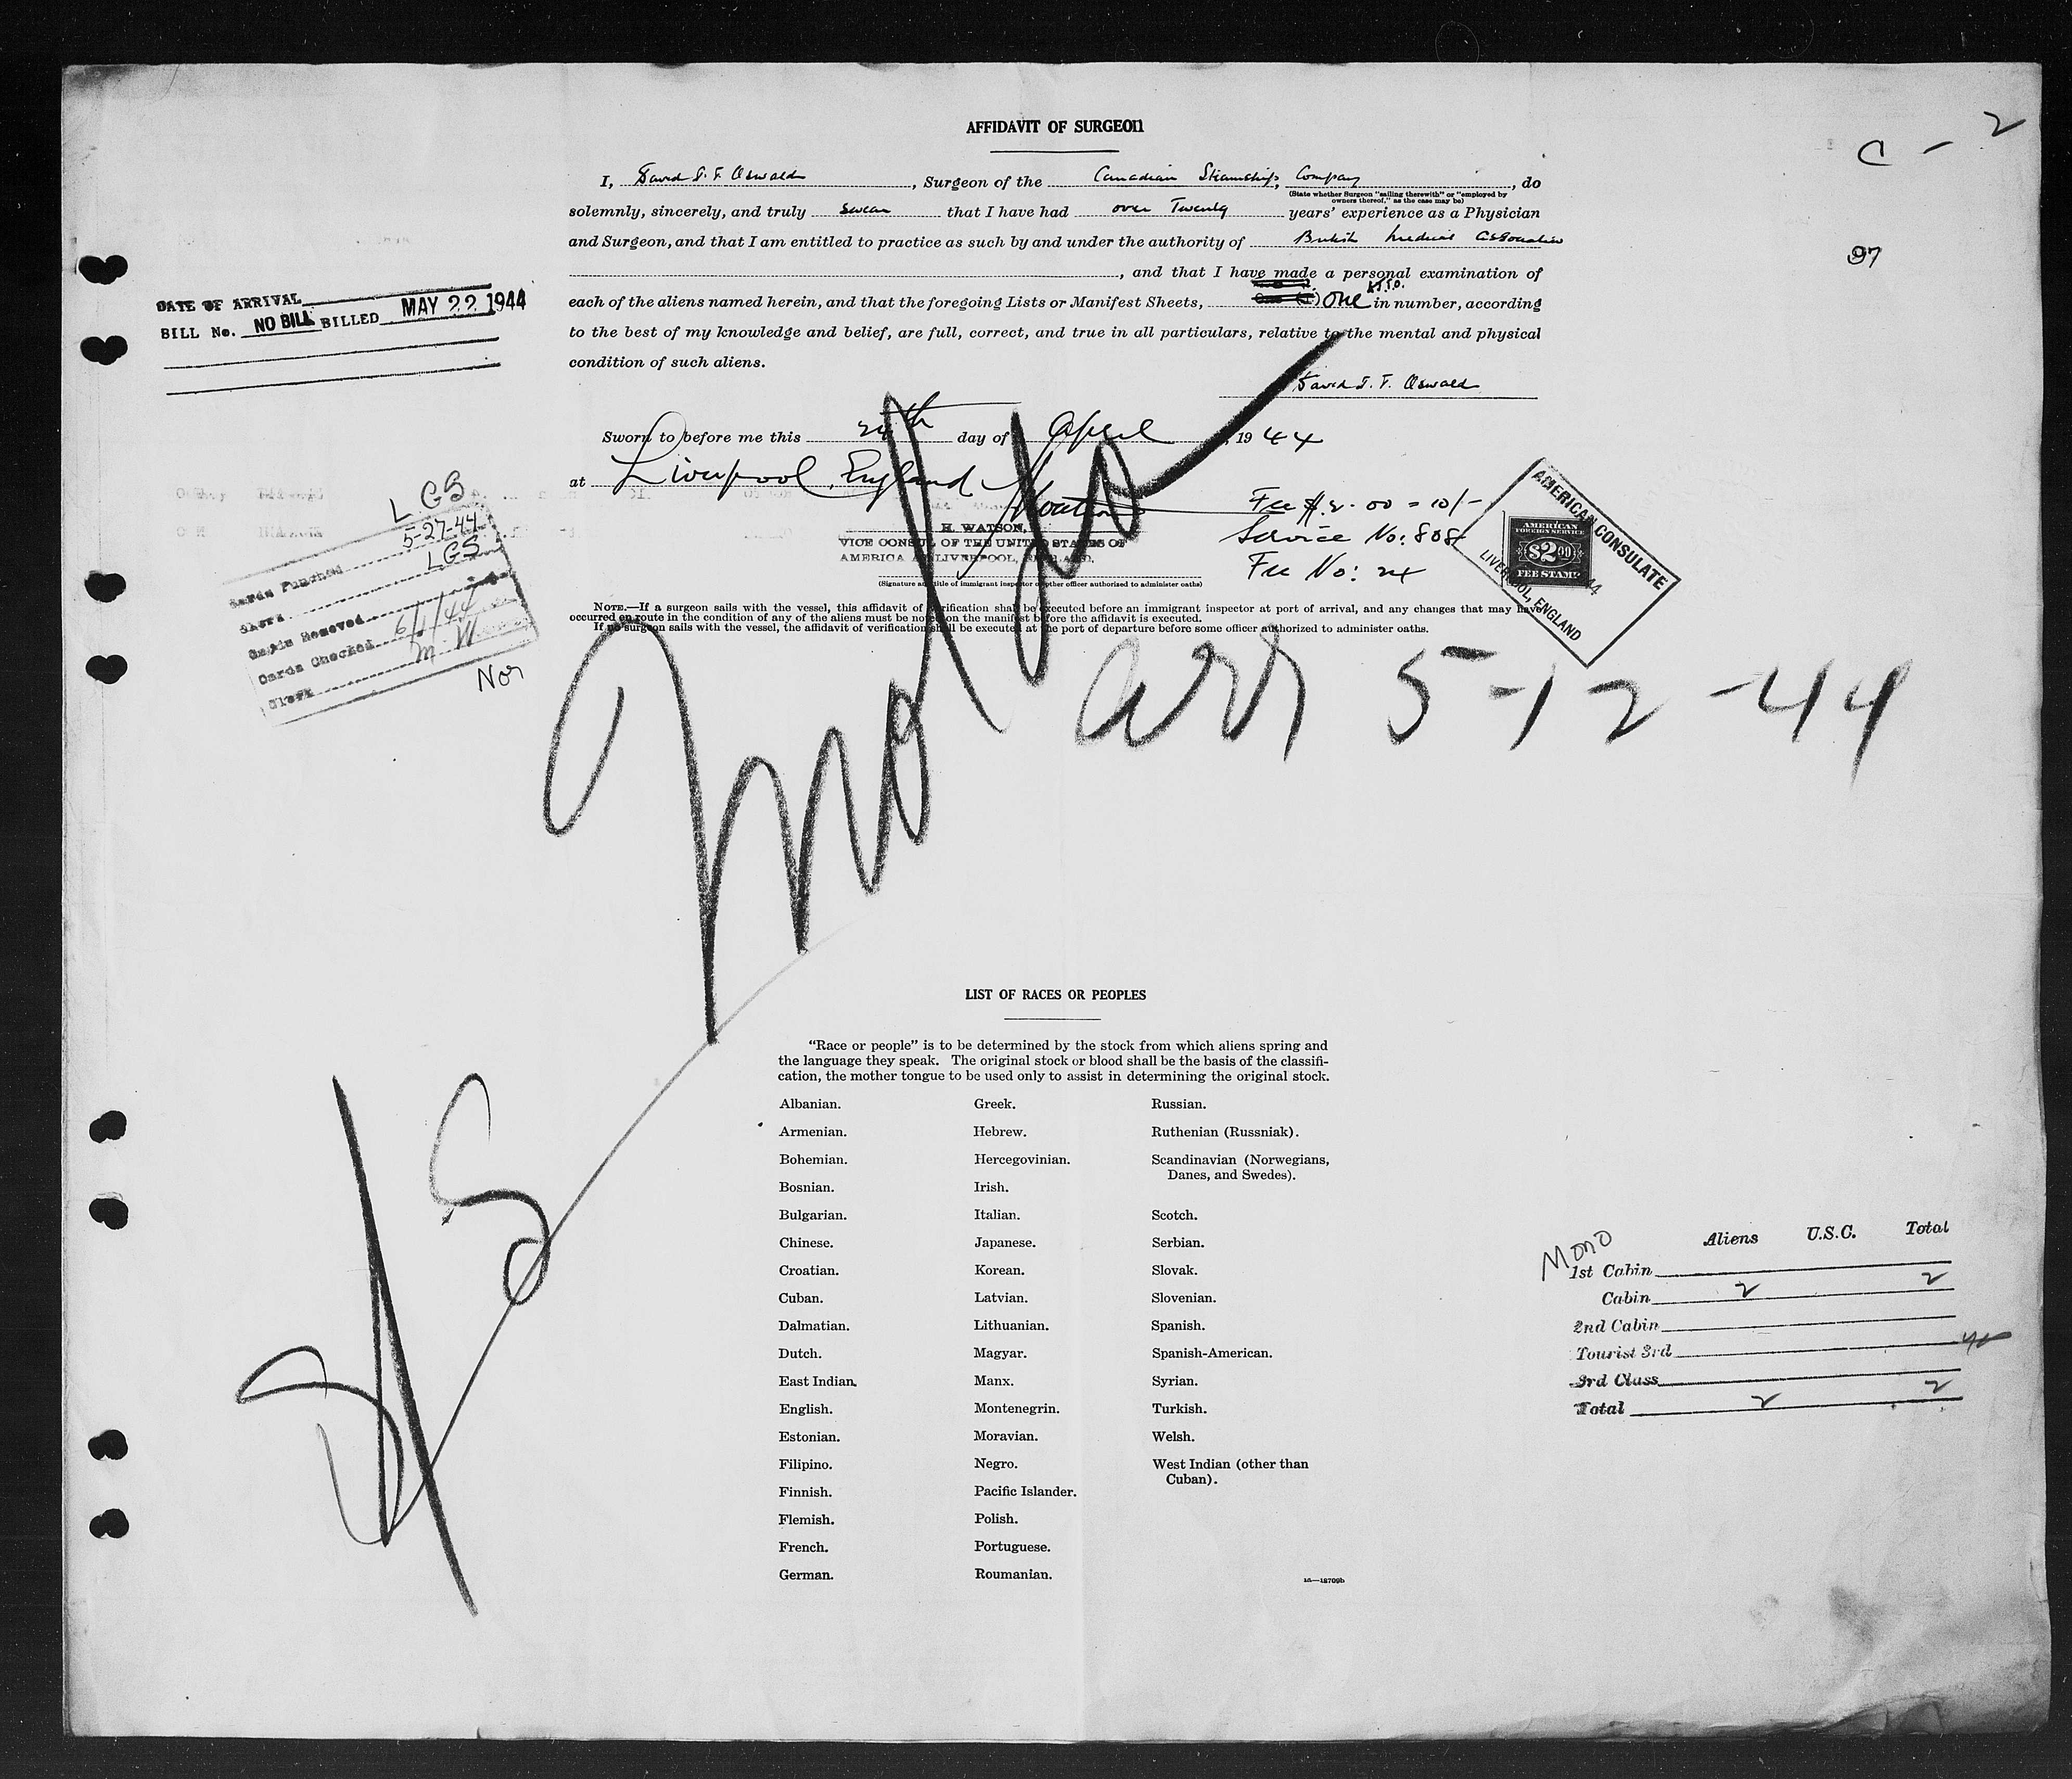 AFFIDAVIT OF SURGEON
C - 2
I, David T. F. Oswald, Surgeon of the Canadian Steamship Company, do
(State whether Surgeon "sailing therewith" or "employed by
owners thereof," as the case may be)
solemnly, sincerely, and truly swear that I have had over Twenty years' experience as a Physician
and Surgeon, and that I am entitled to practice as such by and under the authority of British Medical Association
97
, and that I have made a personal examination of
each of the aliens named herein, and that the foregoing Lists or Manifest Sheets, one in number, according
to the best of my knowledge and belief, are full, correct, and true in all particulars, relative to the mental and physical
condition of such aliens.
David T. F. Oswald
DATE OF ARRIVAL
BILL No. NO BILL BILLED MAY 22 1944
Sworn to before me this 24th day of April, 1944
at Liverpool, England
H. WATSON,
VICE CONSUL OF THE UNITED STATES OF
AMERICA AT LIVERPOOL, ENGLAND.
(Signature and title of immigrant inspector or other officer authorized to administer oaths)
Fee $2.00 = 10/-
Service No: 808
Fee No: 24
AMERICAN CONSULATE
AMERICAN
FOREIGN SERVICE
$2.00
FEE STAMP
LIVERPOOL, ENGLAND
LGS
Cards Punched 5-27-44
LGS
Cards Checked 6/1/44
Clerk M W
Nor
NOTE.—If a surgeon sails with the vessel, this affidavit of verification shall be executed before an immigrant inspector at port of arrival, and any changes that may have
occurred en route in the condition of any of the aliens must be noted on the manifest before the affidavit is executed.
If no surgeon sails with the vessel, the affidavit of verification shall be executed at the port of departure before some officer authorized to administer oaths.
arr 5-12-44
SS
LIST OF RACES OR PEOPLES
"Race or people" is to be determined by the stock from which aliens spring and
the language they speak. The original stock or blood shall be the basis of the classifi-
cation, the mother tongue to be used only to assist in determining the original stock.
Albanian.
Armenian.
Bohemian.
Bosnian.
Bulgarian.
Chinese.
Croatian.
Cuban.
Dalmatian.
Dutch.
East Indian.
English.
Estonian.
Filipino.
Finnish.
Flemish.
French.
German.
Greek.
Hebrew.
Hercegovinian.
Irish.
Italian.
Japanese.
Korean.
Latvian.
Lithuanian.
Magyar.
Manx.
Montenegrin.
Moravian.
Negro.
Pacific Islander.
Polish.
Portuguese.
Roumanian.
Russian.
Ruthenian (Russniak).
Scandinavian (Norwegians,
Danes, and Swedes).
Scotch.
Serbian.
Slovak.
Slovenian.
Spanish.
Spanish-American.
Syrian.
Turkish.
Welsh.
West Indian (other than
Cuban).
16—18709b
Mono
Aliens U.S.C. Total
1st Cabin
Cabin 2 2
2nd Cabin
Tourist 3rd
3rd Class
Total 2 2